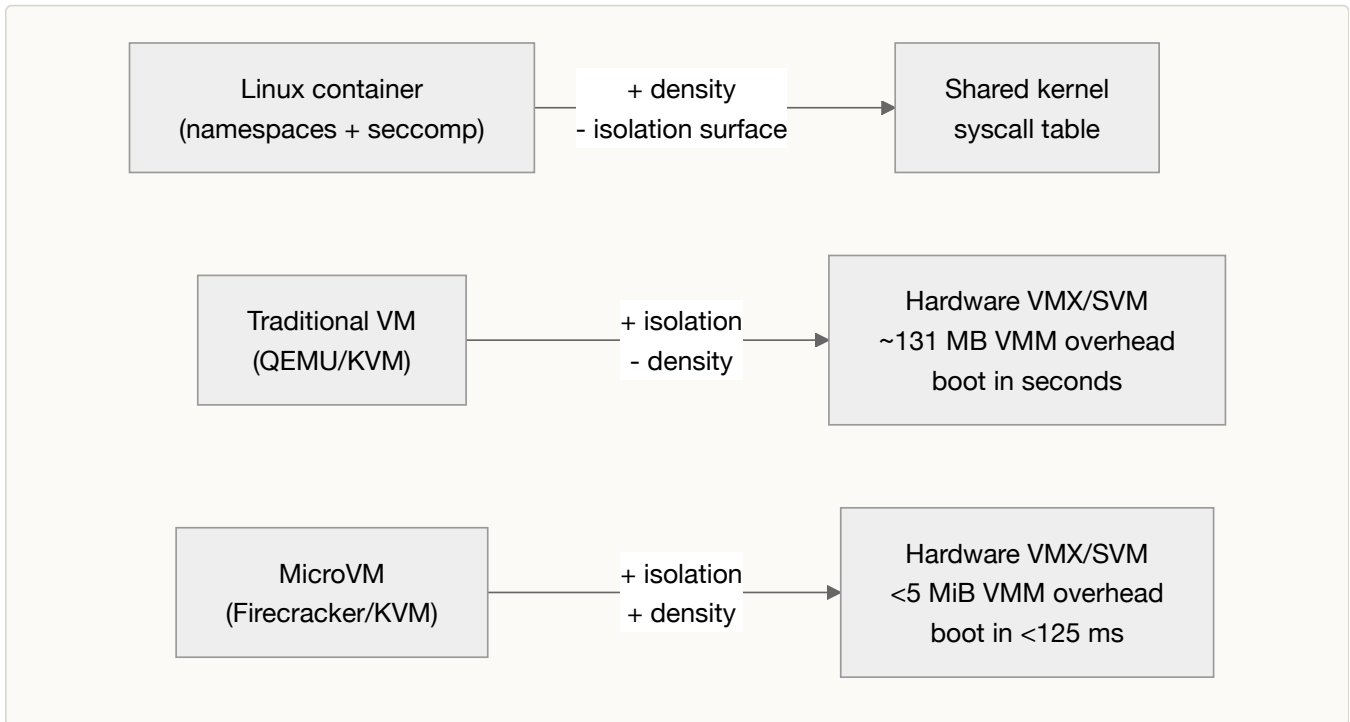 Linux container
(namespaces + seccomp)
+ density
- isolation surface
Shared kernel
syscall table
Traditional VM
(QEMU/KVM)
+ isolation
- density
Hardware VMX/SVM
~131 MB VMM overhead
boot in seconds
MicroVM
(Firecracker/KVM)
+ isolation
+ density
Hardware VMX/SVM
<5 MiB VMM overhead
boot in <125 ms